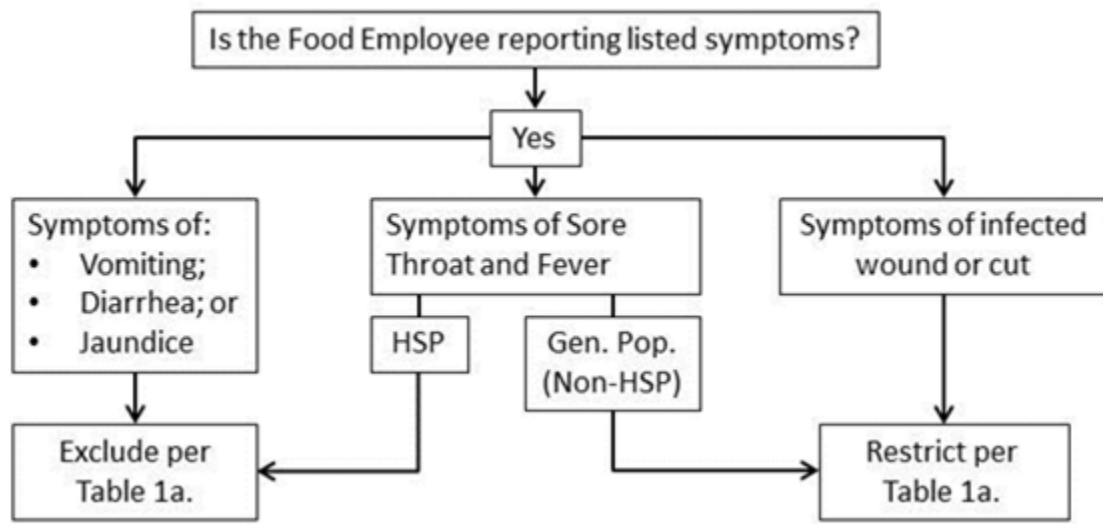 Is the Food Employee reporting listed symptoms?
Yes
Symptoms of:
• Vomiting;
• Diarrhea; or
• Jaundice
Symptoms of Sore
Throat and Fever
Symptoms of infected
wound or cut
HSP
Gen. Pop.
(Non-HSP)
Exclude per
Table 1a.
Restrict per
Table 1a.